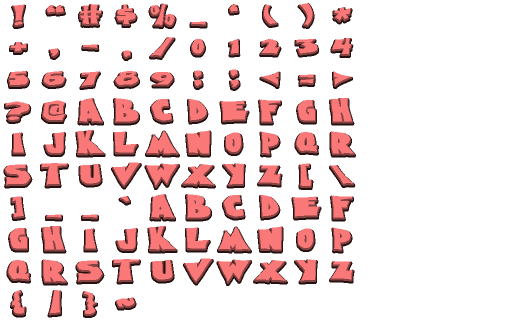 ! “ # $ % _ ‘ ( ) *
+ , – . / 0 1 2 3 4
5 6 7 8 9 : ; < = >
? @ A B C D E F G H
I J K L M N O P Q R
S T U V W X Y Z [ \
] _ _ ` A B C D E F
G H I J K L M N O P
Q R S T U V W X Y Z
{ | } ~